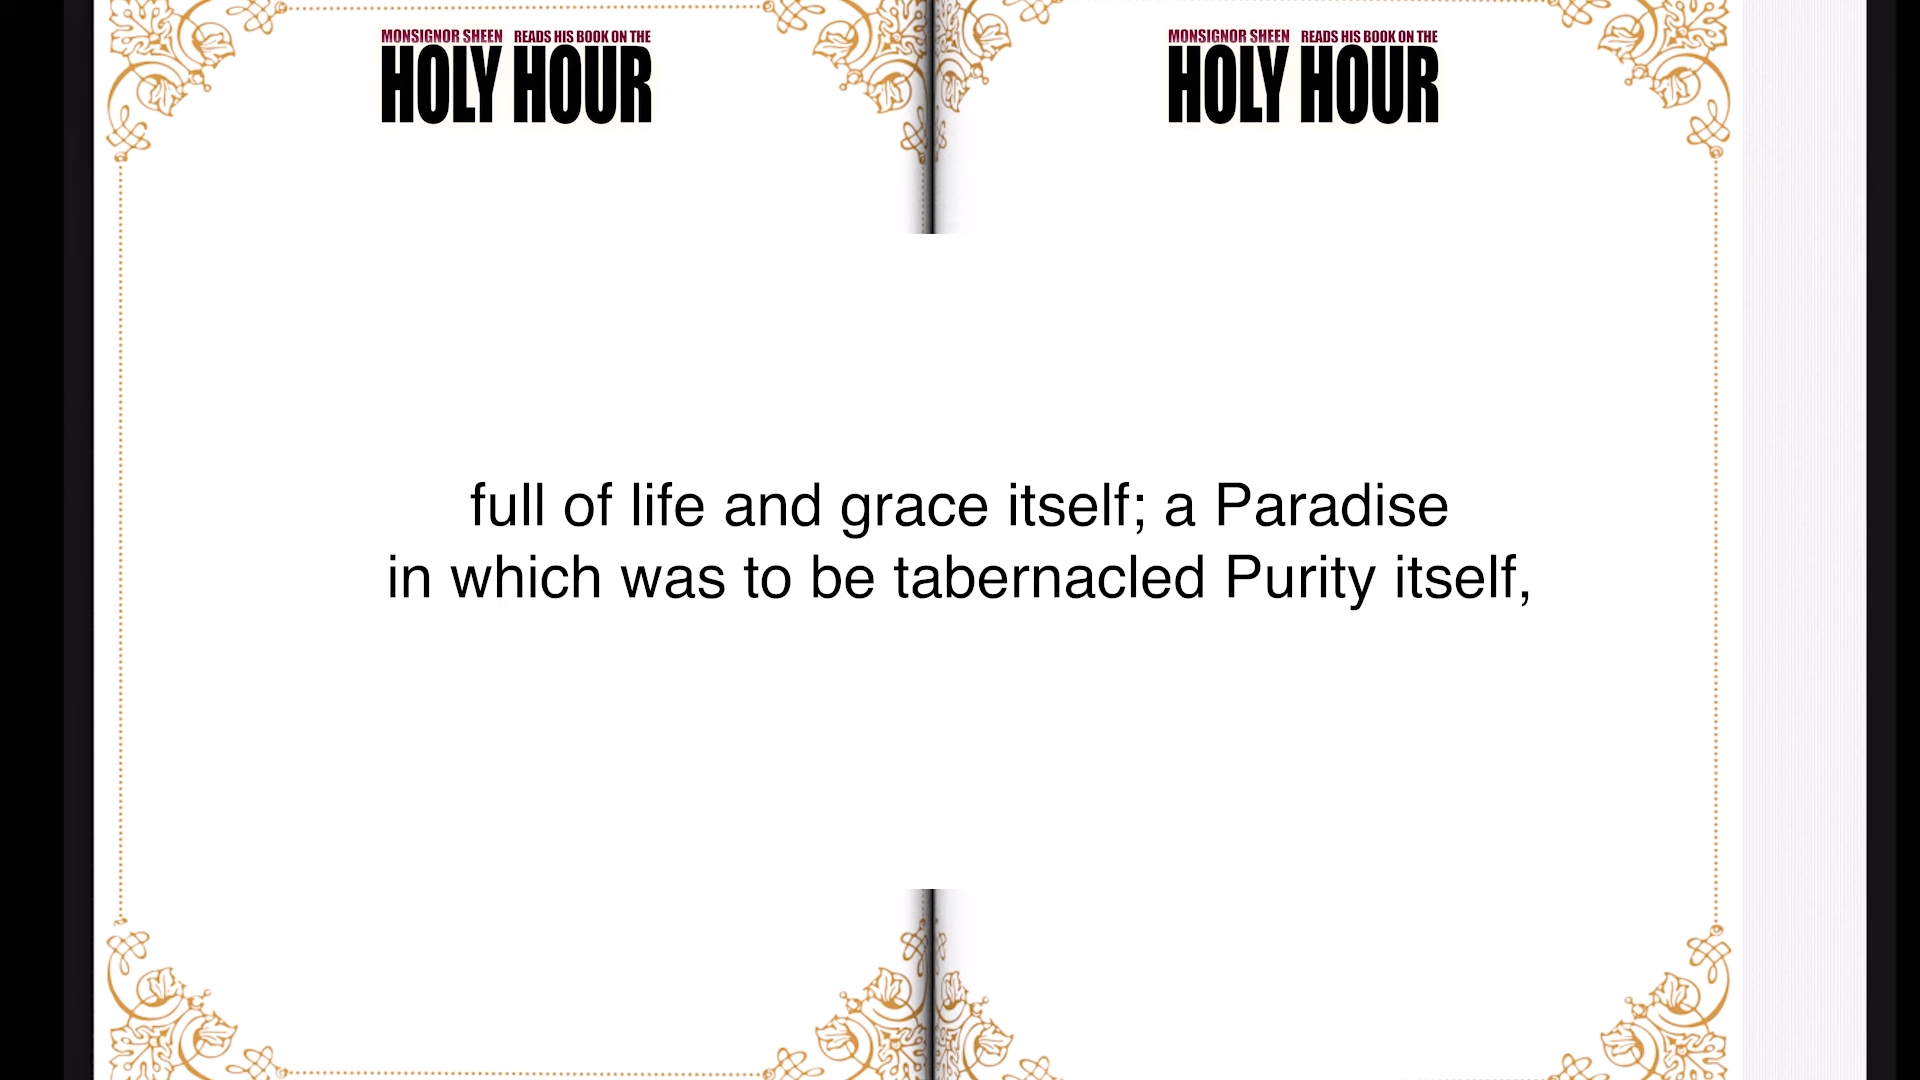 MONSIGNOR SHEEN READS HIS BOOK ON THE
HOLY HOUR
MONSIGNOR SHEEN READS HIS BOOK ON THE
HOLY HOUR
full of life and grace itself; a Paradise
in which was to be tabernacled Purity itself,